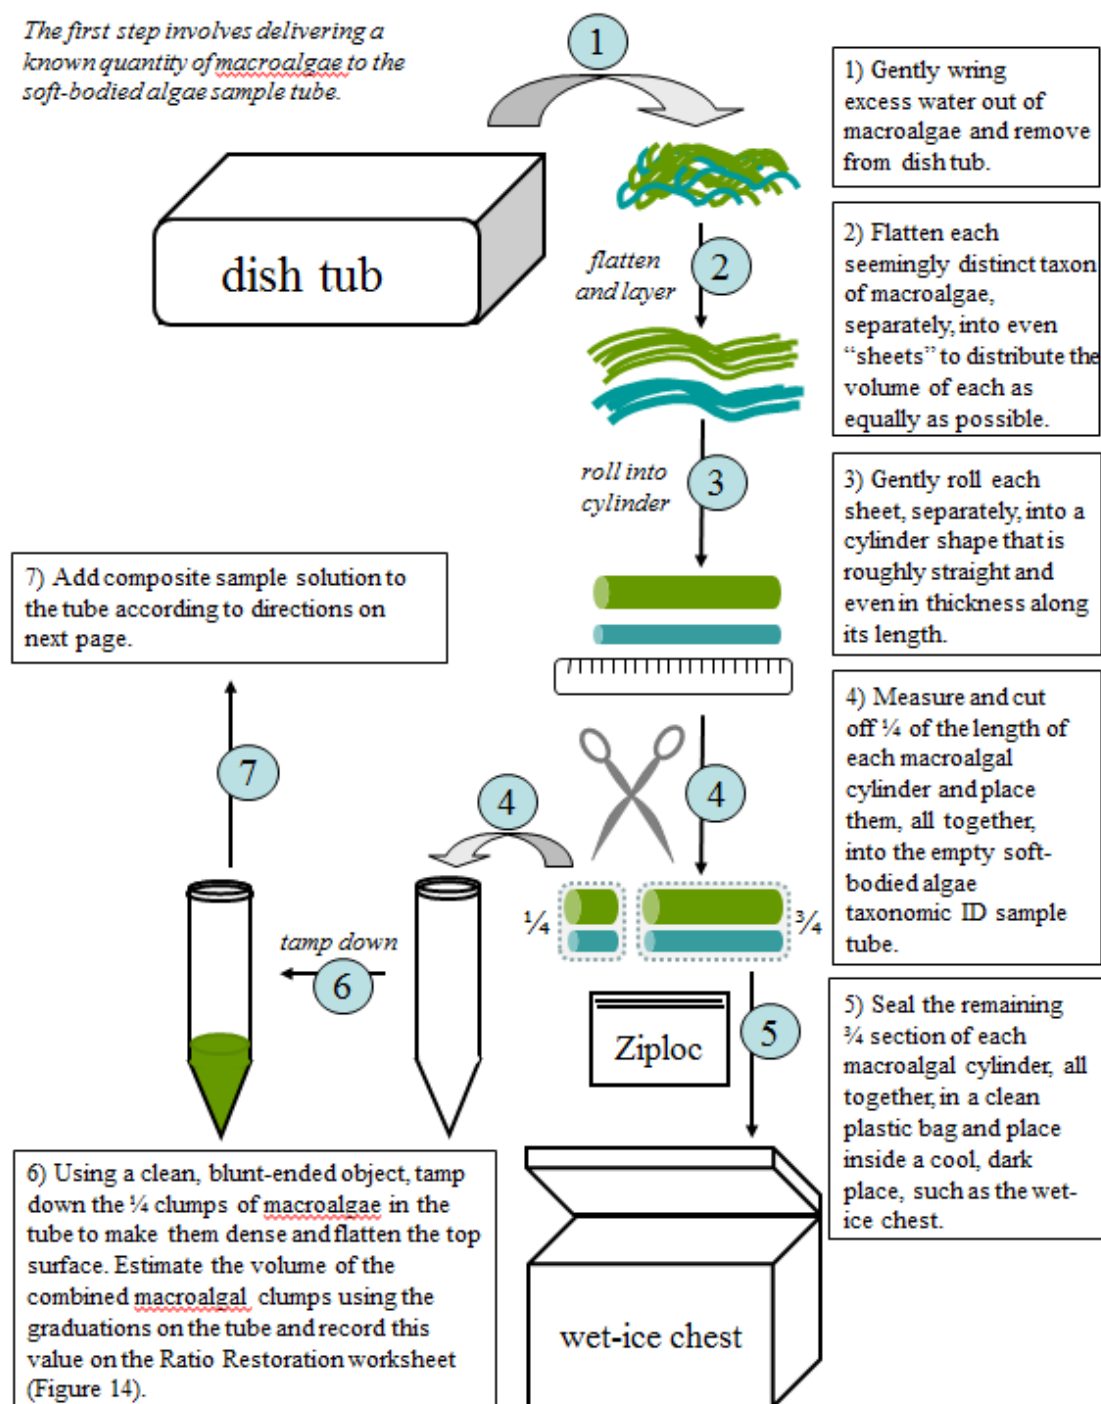 The first step involves delivering a
known quantity of macroalgae to the
soft-bodied algae sample tube.
1
1) Gently wring
excess water out of
macroalgae and remove
from dish tub.
dish tub
flatten
and layer
2
2) Flatten each
seemingly distinct taxon
of macroalgae,
separately, into even
“sheets” to distribute the
volume of each as
equally as possible.
roll into
cylinder
3
3) Gently roll each
sheet, separately, into a
cylinder shape that is
roughly straight and
even in thickness along
its length.
4
4
4) Measure and cut
off ¼ of the length of
each macroalgal
cylinder and place
them, all together,
into the empty soft-
bodied algae
taxonomic ID sample
tube.
¼
¾
Ziploc
5
5) Seal the remaining
¾ section of each
macroalgal cylinder, all
together, in a clean
plastic bag and place
inside a cool, dark
place, such as the wet-
ice chest.
wet-ice chest
tamp down
6
6) Using a clean, blunt-ended object, tamp
down the ¼ clumps of macroalgae in the
tube to make them dense and flatten the top
surface. Estimate the volume of the
combined macroalgal clumps using the
graduations on the tube and record this
value on the Ratio Restoration worksheet
(Figure 14).
7
7) Add composite sample solution to
the tube according to directions on
next page.